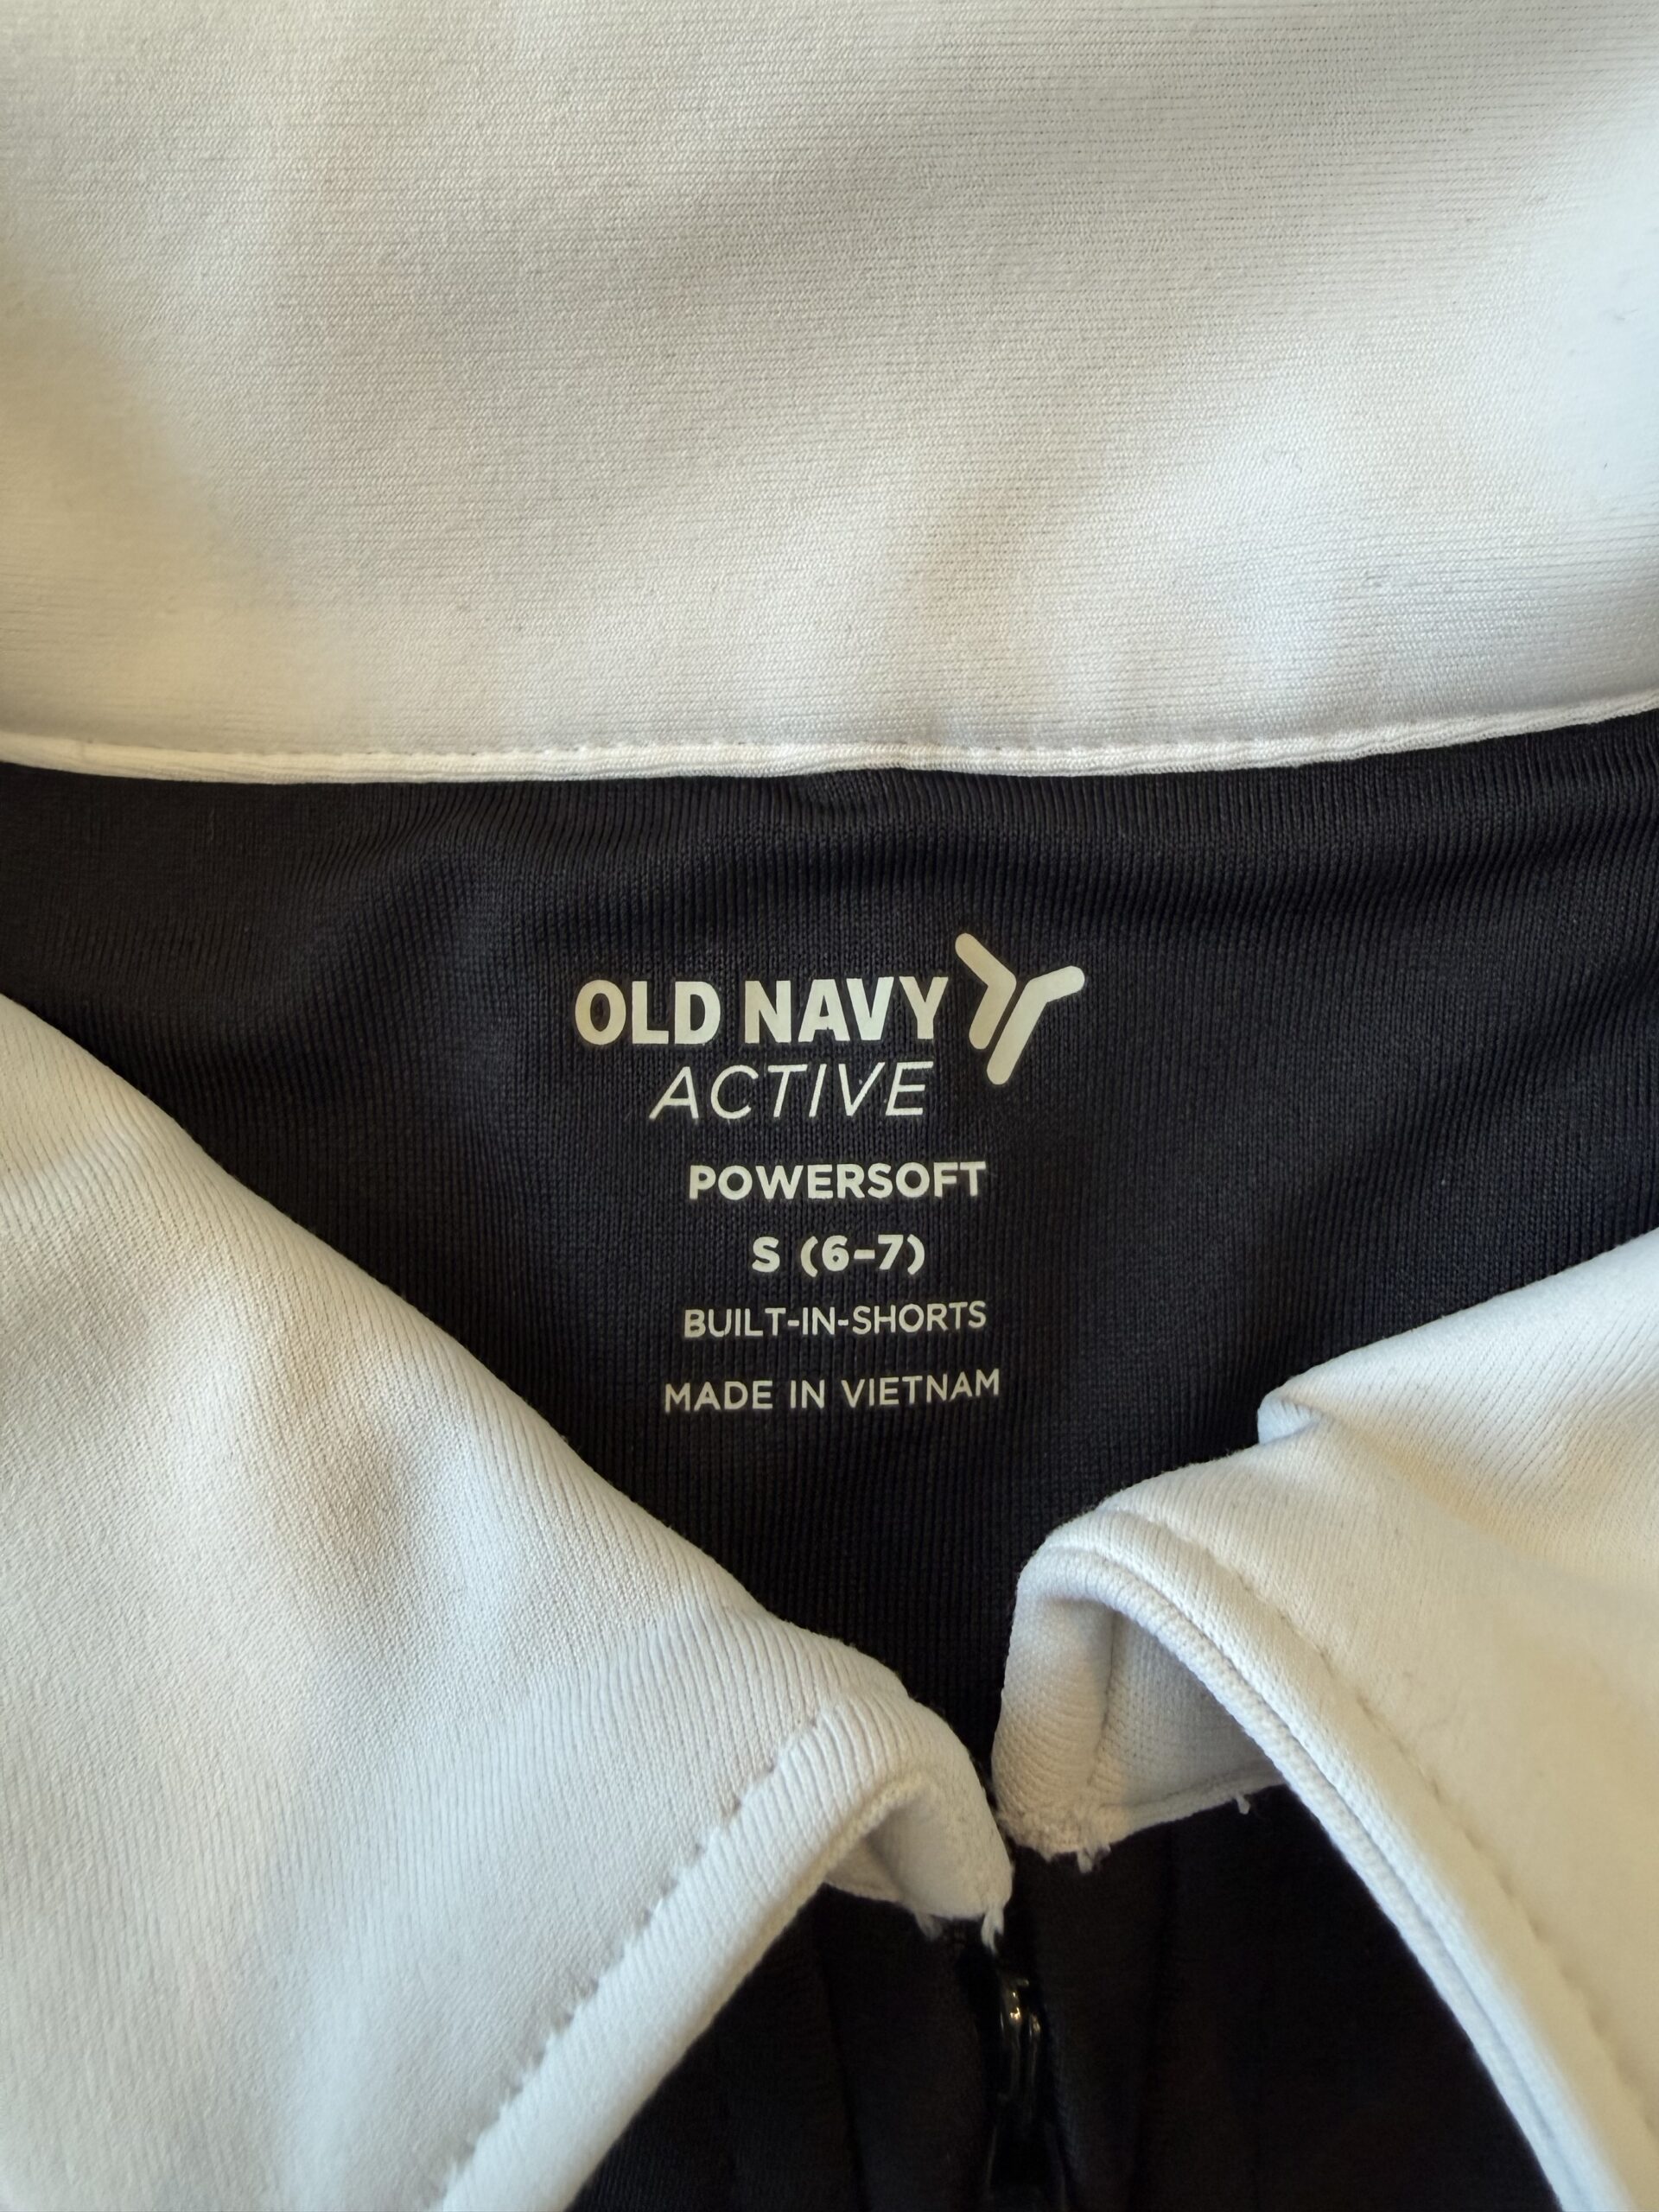 OLD NAVY
ACTIVE
POWERSOFT
S (6-7)
BUILT-IN-SHORTS
MADE IN VIETNAM